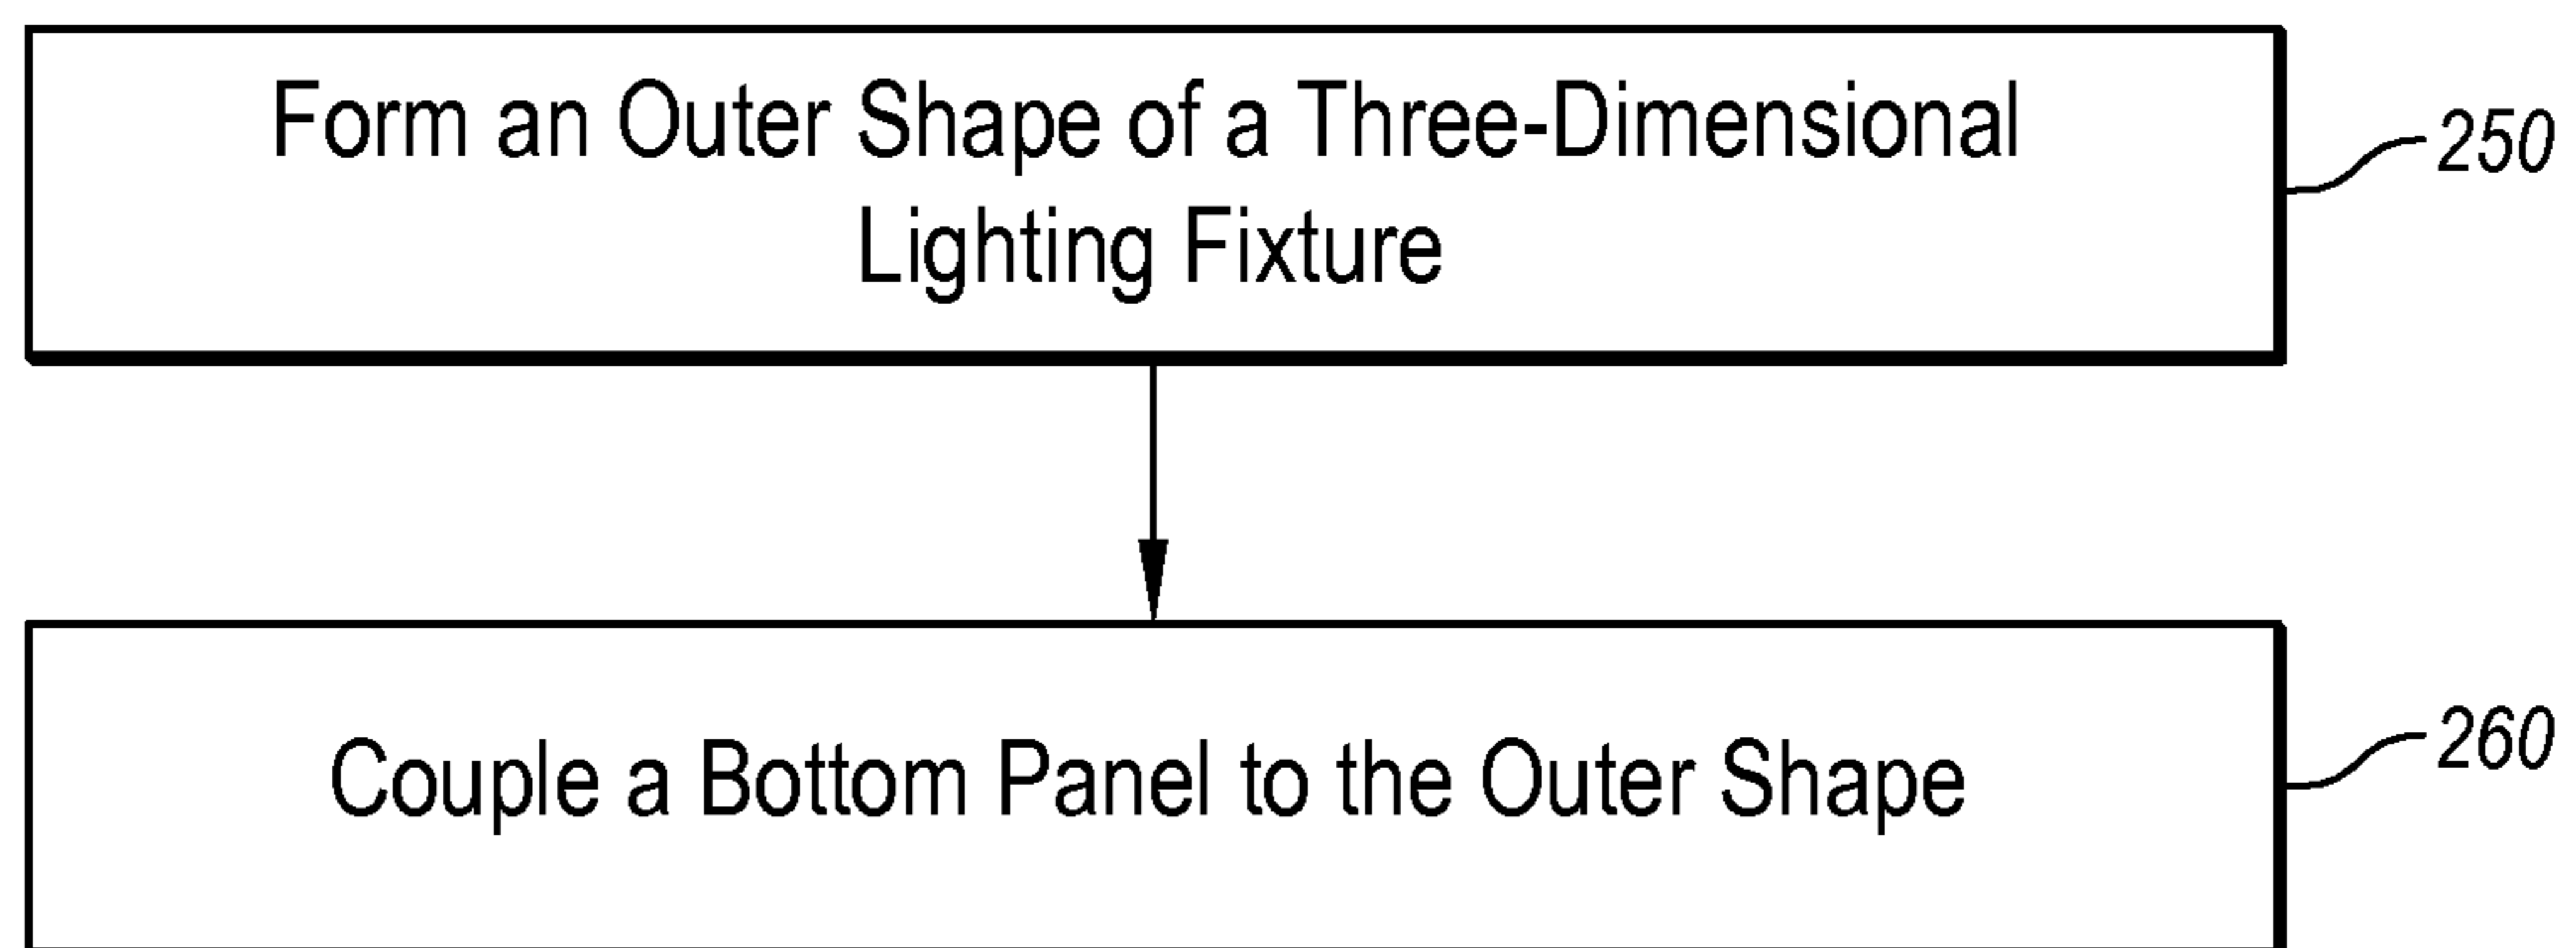 Form an Outer Shape of a Three-Dimensional
Lighting Fixture
250
Couple a Bottom Panel to the Outer Shape
260